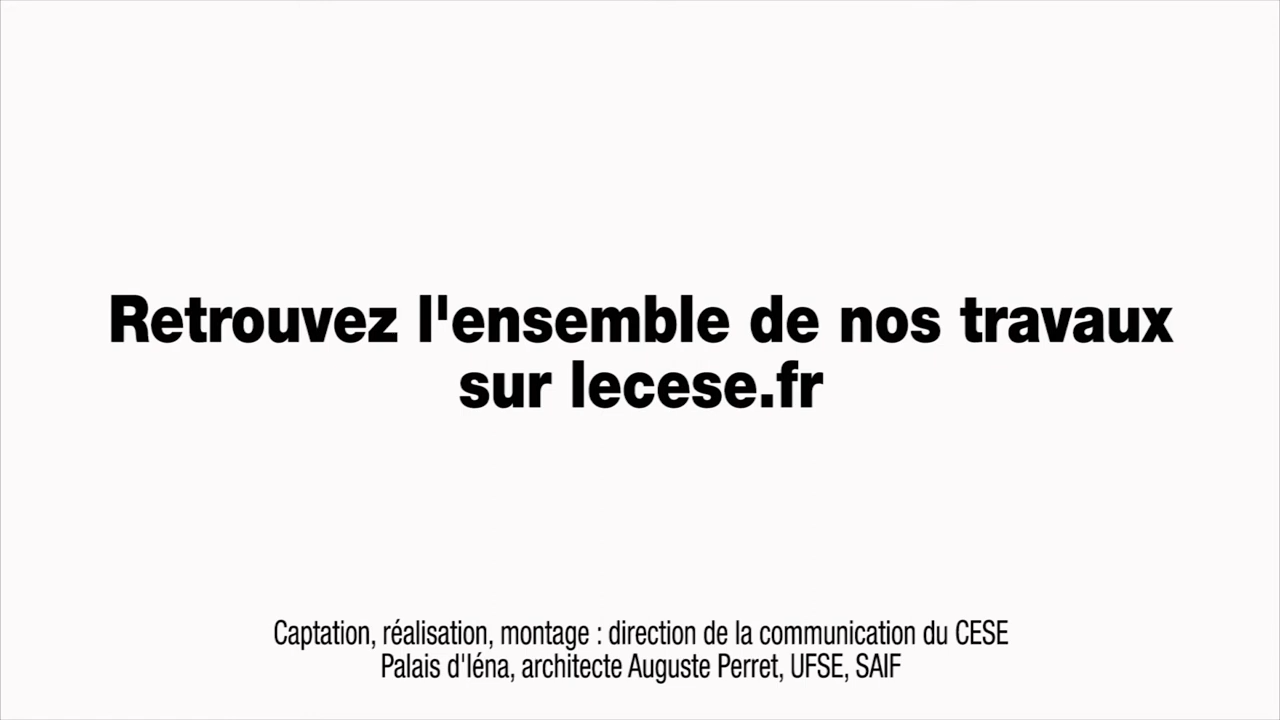 Retrouvez l'ensemble de nos travaux
sur lecese.fr
Captation, réalisation, montage : direction de la communication du CESE
Palais d'Iéna, architecte Auguste Perret, UFSE, SAIF